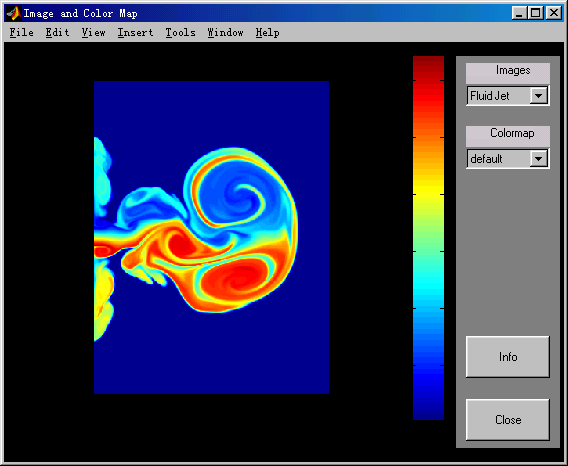 Image and Color Map
File Edit View Insert Tools Window Help
Images
Fluid Jet
Colormap
default
Info
Close